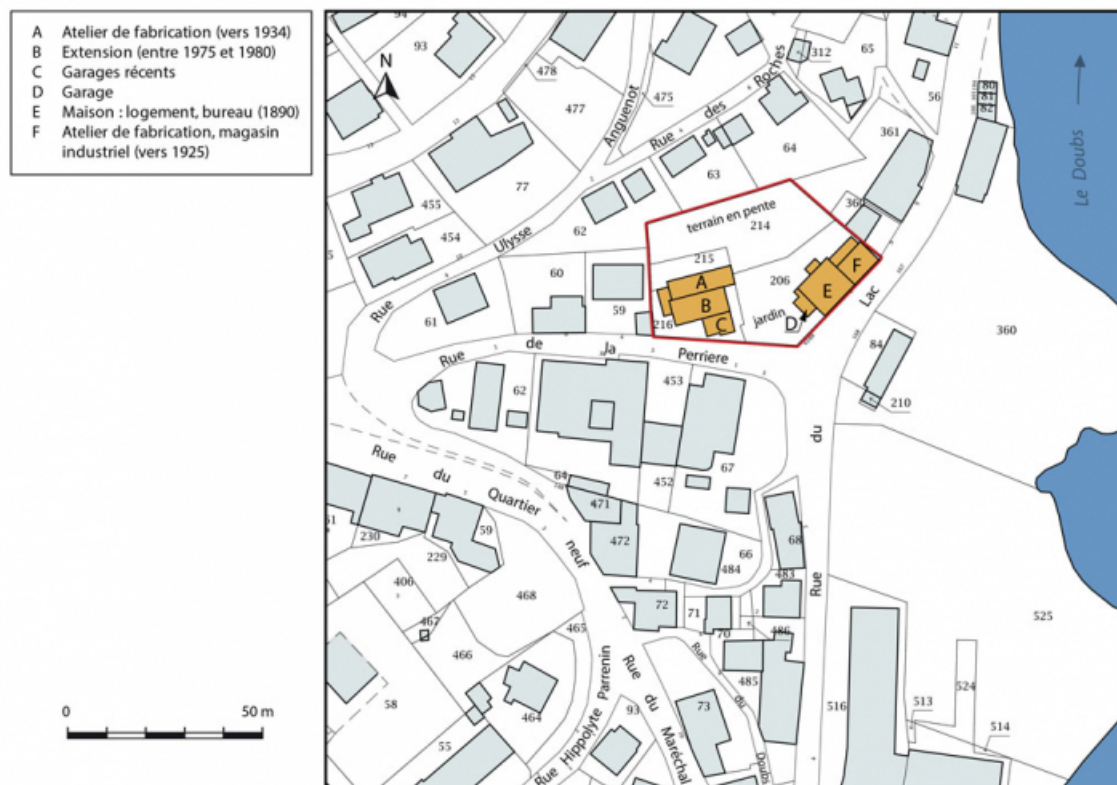 A Atelier de fabrication (vers 1934)
B Extension (entre 1975 et 1980)
C Garages récents
D Garage
E Maison : logement, bureau (1890)
F Atelier de fabrication, magasin
industriel (vers 1925)
N
94
93
478
477
Anguenot
475
Rue des Roches
312
65
56
80
81
82
Le Doubs
361
64
63
77
455
454
62
Ulysse
Rue
terrain en pente
214
215
206
A
B
C
216
jardin
D
E
F
Lac
360
60
59
61
Rue de la Perriere
84
210
62
453
67
452
64
471
472
Rue du Quartier neuf
59
230
229
61
406
467
468
466
465
464
58
55
66
484
68
483
72
71
70
486
485
Rue du Doubs
73
93
Rue Hippolyte Parrenin
Rue du Maréchal
Rue du
516
513
524
514
525
0 50 m